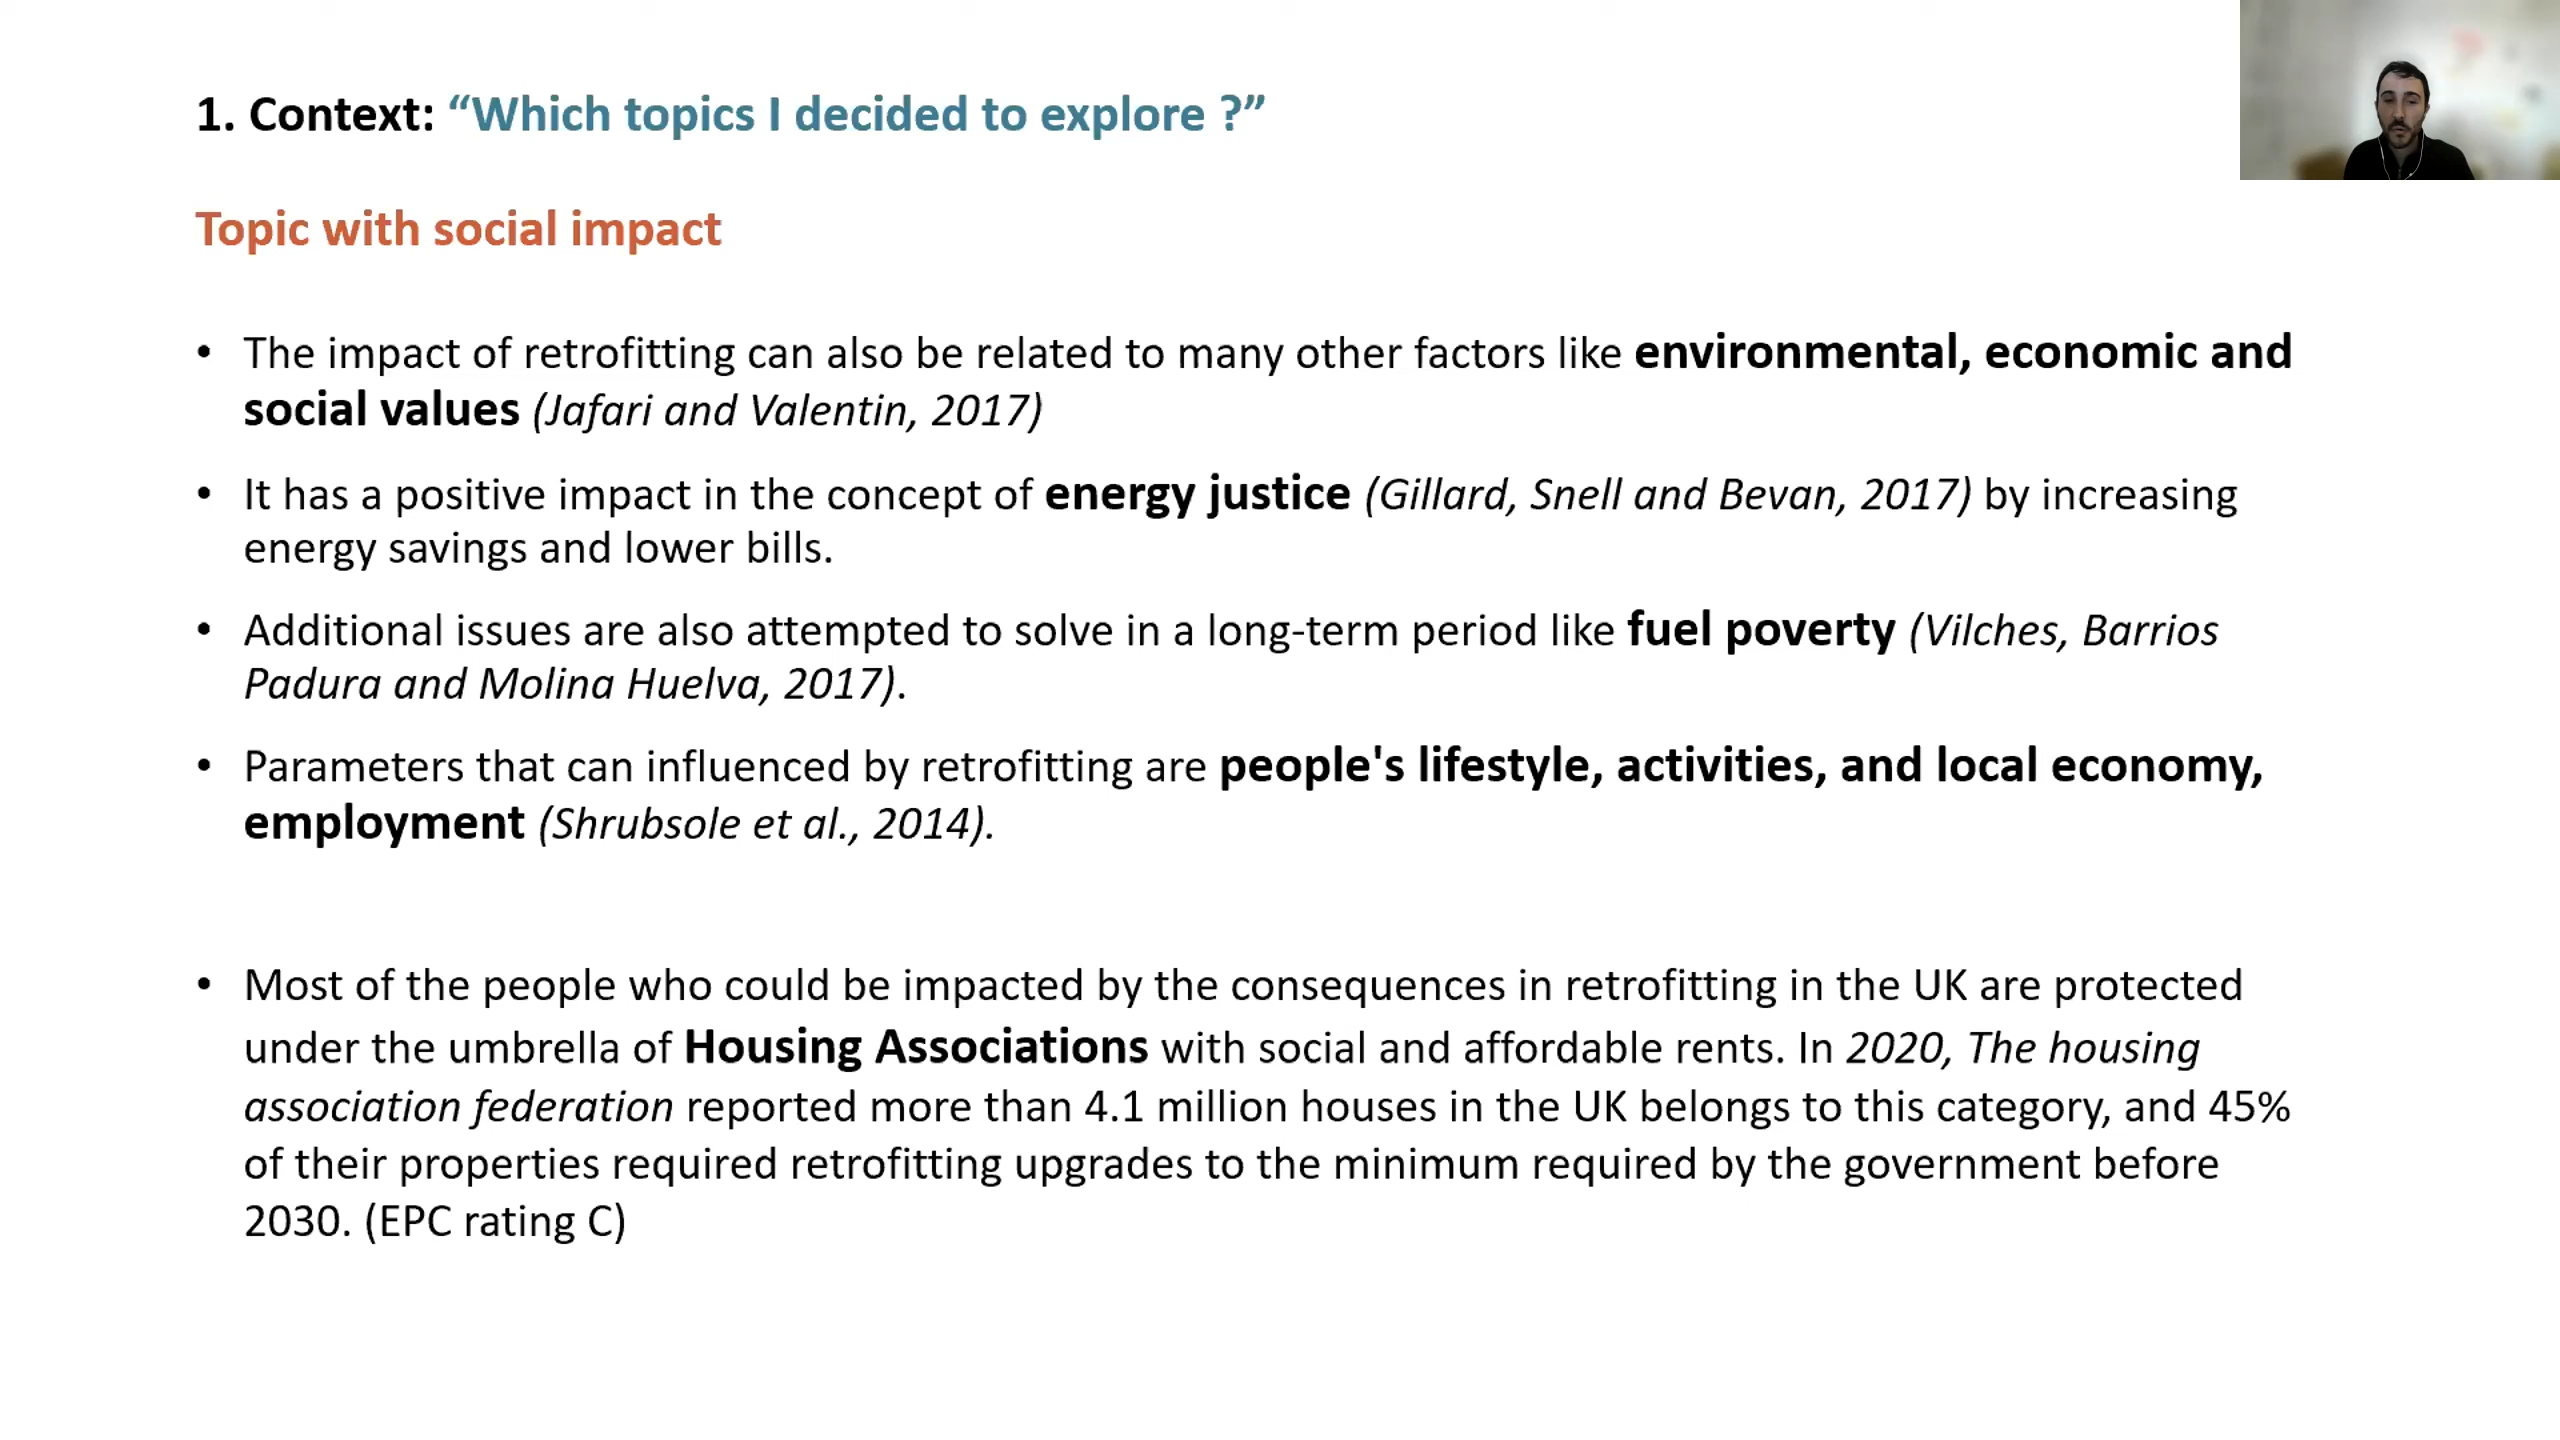 1. Context: “Which topics I decided to explore ?”
Topic with social impact
• The impact of retrofitting can also be related to many other factors like environmental, economic and
social values (Jafari and Valentin, 2017)
• It has a positive impact in the concept of energy justice (Gillard, Snell and Bevan, 2017) by increasing
energy savings and lower bills.
• Additional issues are also attempted to solve in a long-term period like fuel poverty (Vilches, Barrios
Padura and Molina Huelva, 2017).
• Parameters that can influenced by retrofitting are people's lifestyle, activities, and local economy,
employment (Shrubsole et al., 2014).
• Most of the people who could be impacted by the consequences in retrofitting in the UK are protected
under the umbrella of Housing Associations with social and affordable rents. In 2020, The housing
association federation reported more than 4.1 million houses in the UK belongs to this category, and 45%
of their properties required retrofitting upgrades to the minimum required by the government before
2030. (EPC rating C)